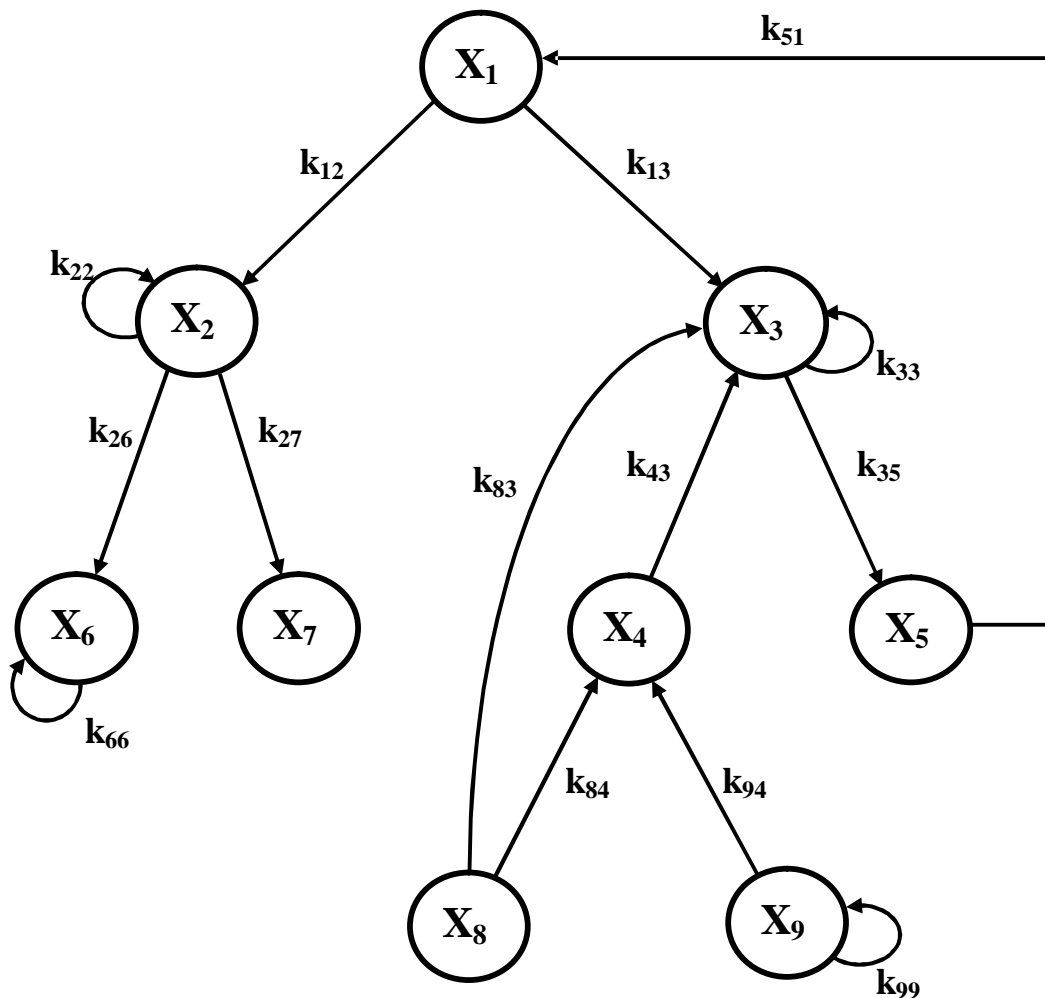 k₅₁
X₁
k₁₂
k₁₃
k₂₂
X₂
X₃
k₃₃
k₂₆
k₂₇
k₈₃
k₄₃
k₃₅
X₆
X₇
X₄
X₅
k₆₆
k₈₄
k₉₄
X₈
X₉
k₉₉